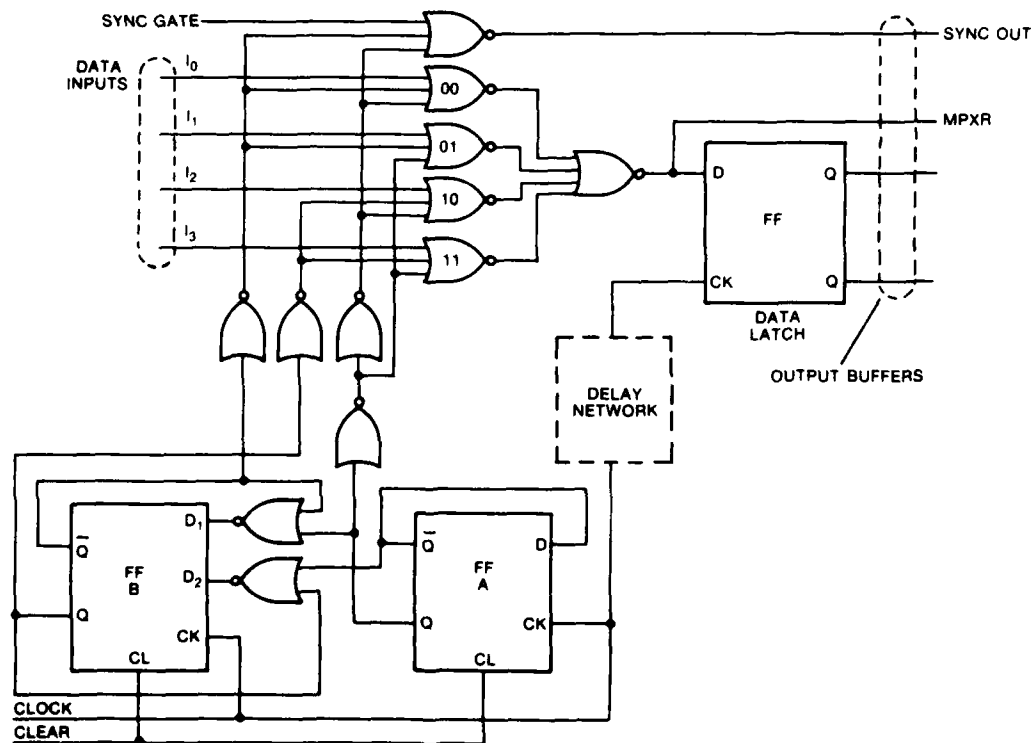 SYNC GATE
SYNC OUT
DATA
INPUTS
I0
I1
I2
I3
00
01
10
11
MPXR
D
Q
FF
CK
Q
DATA
LATCH
OUTPUT BUFFERS
DELAY
NETWORK
D1
Q
FF
B
D2
Q
CK
CL
Q
D
FF
A
Q
CK
CL
CLOCK
CLEAR